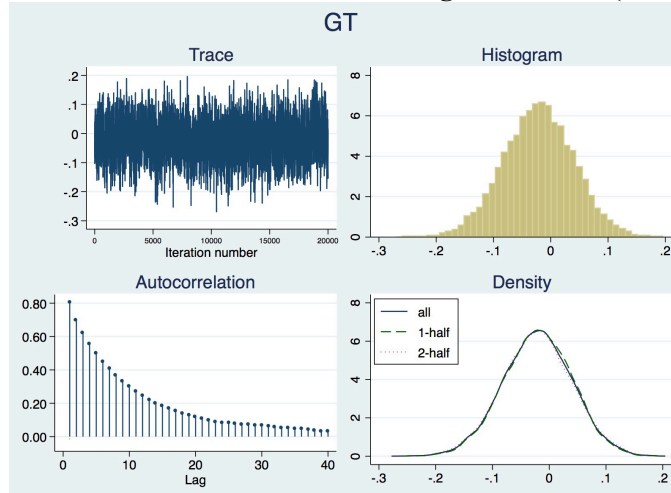 GT
Trace
.2
.1
0
-.1
-.2
-.3
0 5000 10000 15000 20000
Iteration number
Histogram
8
6
4
2
0
-.3 -.2 -.1 0 .1 .2
Autocorrelation
0.80
0.60
0.40
0.20
0.00
0 10 20 30 40
Lag
Density
all
1-half
2-half
8
6
4
2
0
-.3 -.2 -.1 0 .1 .2